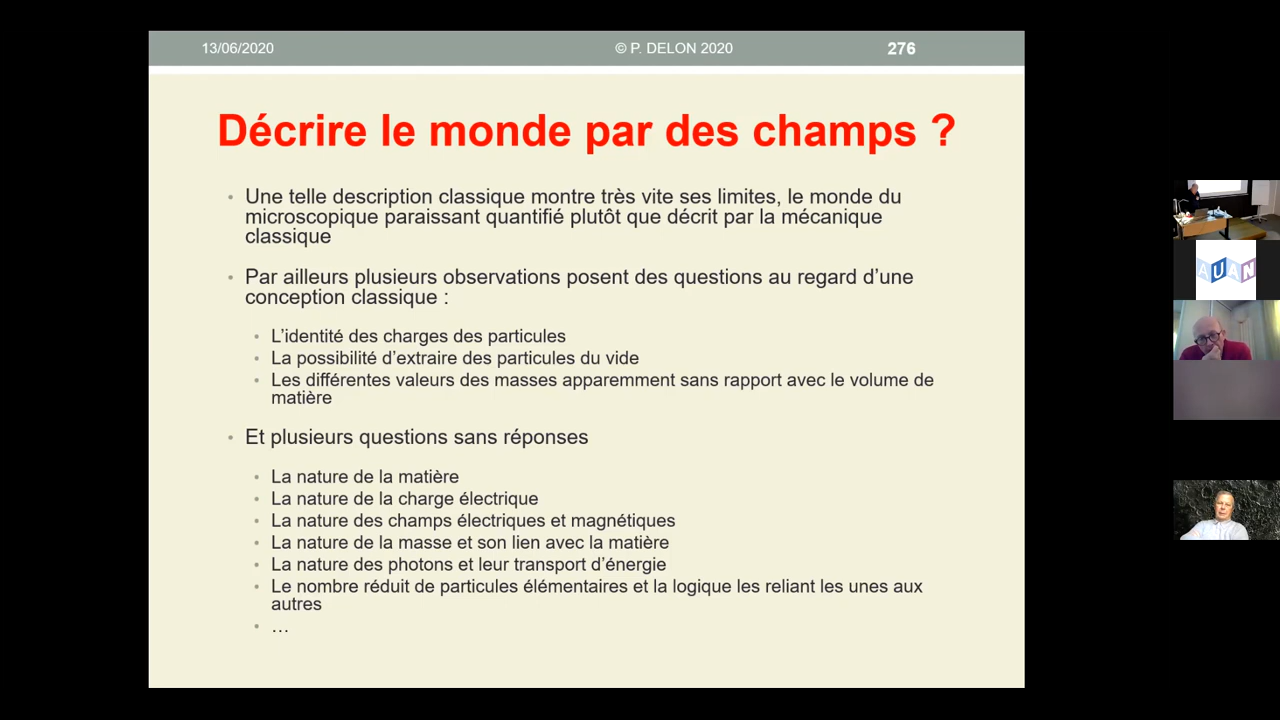 13/06/2020
© P. DELON 2020
276
Décrire le monde par des champs ?
• Une telle description classique montre très vite ses limites, le monde du
microscopique paraissant quantifié plutôt que décrit par la mécanique
classique
• Par ailleurs plusieurs observations posent des questions au regard d’une
conception classique :
• L’identité des charges des particules
• La possibilité d’extraire des particules du vide
• Les différentes valeurs des masses apparemment sans rapport avec le volume de
matière
• Et plusieurs questions sans réponses
• La nature de la matière
• La nature de la charge électrique
• La nature des champs électriques et magnétiques
• La nature de la masse et son lien avec la matière
• La nature des photons et leur transport d’énergie
• Le nombre réduit de particules élémentaires et la logique les reliant les unes aux
autres
• …
AUAN